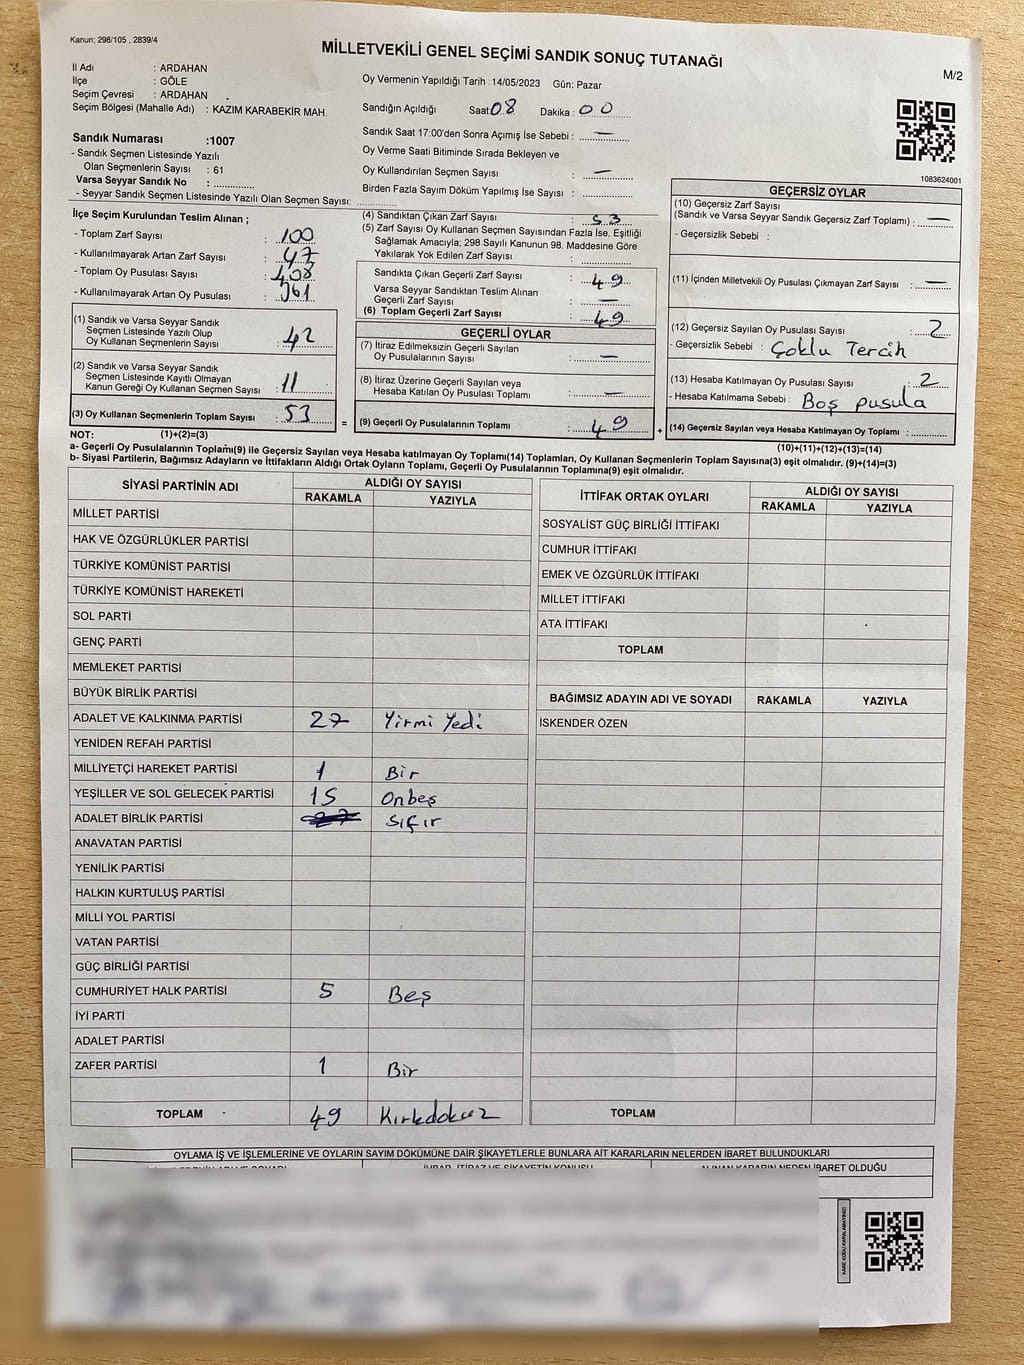 Kanun; 298/105 , 2839/4
MİLLETVEKİLİ GENEL SEÇİMİ SANDIK SONUÇ TUTANAĞI
M/2
İl Adı : ARDAHAN
İlçe : GÖLE
Seçim Çevresi : ARDAHAN
Seçim Bölgesi (Mahalle Adı) : KAZIM KARABEKİR MAH.
Sandık Numarası :1007
- Sandık Seçmen Listesinde Yazılı
Olan Seçmenlerin Sayısı : 61
Varsa Seyyar Sandık No :
- Seyyar Sandık Seçmen Listesinde Yazılı Olan Seçmen Sayısı:
Oy Vermenin Yapıldığı Tarih :14/05/2023 Gün: Pazar
Sandığın Açıldığı Saat 08 Dakika : 00
Sandık Saat 17:00'den Sonra Açımış İse Sebebi : —
Oy Verme Saati Bitiminde Sırada Bekleyen ve
Oy Kullandırılan Seçmen Sayısı : —
Birden Fazla Sayım Döküm Yapılmış İse Sayısı :
1083624001
İlçe Seçim Kurulundan Teslim Alınan ;
- Toplam Zarf Sayısı : 100
- Kullanılmayarak Artan Zarf Sayısı : 47
- Toplam Oy Pusulası Sayısı : 408
- Kullanılmayarak Artan Oy Pusulası : 361
(1) Sandık ve Varsa Seyyar Sandık
Seçmen Listesinde Yazılı Olup
Oy Kullanan Seçmenlerin Sayısı : 42
(2) Sandık ve Varsa Seyyar Sandık
Seçmen Listesinde Kayıtlı Olmayan
Kanun Gereği Oy Kullanan Seçmen Sayısı : 11
(3) Oy Kullanan Seçmenlerin Toplam Sayısı : 53
(4) Sandıktan Çıkan Zarf Sayısı : 53
(5) Zarf Sayısı Oy Kullanan Seçmen Sayısından Fazla İse, Eşitliği
Sağlamak Amacıyla; 298 Sayılı Kanunun 98. Maddesine Göre
Yakılarak Yok Edilen Zarf Sayısı :
Sandıkta Çıkan Geçerli Zarf Sayısı : 49
Varsa Seyyar Sandıktan Teslim Alınan
Geçerli Zarf Sayısı : —
(6) Toplam Geçerli Zarf Sayısı : 49
GEÇERLİ OYLAR
(7) İtiraz Edilmeksizin Geçerli Sayılan
Oy Pusulalarının Sayısı : —
(8) İtiraz Üzerine Geçerli Sayılan veya
Hesaba Katılan Oy Pusulası Toplamı : —
= (9) Geçerli Oy Pusulalarının Toplamı : 49 +
GEÇERSİZ OYLAR
(10) Geçersiz Zarf Sayısı
(Sandık ve Varsa Seyyar Sandık Geçersiz Zarf Toplamı) : —
- Geçersizlik Sebebi :
(11) İçinden Milletvekili Oy Pusulası Çıkmayan Zarf Sayısı : —
(12) Geçersiz Sayılan Oy Pusulası Sayısı : 2
- Geçersizlik Sebebi : Çoklu Tercih
(13) Hesaba Katılmayan Oy Pusulası Sayısı : 2
- Hesaba Katılmama Sebebi : Boş pusula
(14) Geçersiz Sayılan veya Hesaba Katılmayan Oy Toplamı :
NOT: (1)+(2)=(3) (10)+(11)+(12)+(13)=(14)
a- Geçerli Oy Pusulalarının Toplamı(9) ile Geçersiz Sayılan veya Hesaba Katılmayan oy Toplamı(14) Toplamları, Oy Kullanan Seçmenlerin Toplam Sayısına(3) eşit olmalıdır. (9)+(14)=(3)
b- Siyasi Partilerin, Bağımsız Adayların ve İttifakların Aldığı Ortak Oyların Toplamı, Geçerli Oy Pusulalarının Toplamına(9) eşit olmalıdır.
SİYASİ PARTİNİN ADI ALDIĞI OY SAYISI
RAKAMLA YAZIYLA
MİLLET PARTİSİ
HAK VE ÖZGÜRLÜKLER PARTİSİ
TÜRKİYE KOMÜNİST PARTİSİ
TÜRKİYE KOMÜNİST HAREKETİ
SOL PARTİ
GENÇ PARTİ
MEMLEKET PARTİSİ
BÜYÜK BİRLİK PARTİSİ
ADALET VE KALKINMA PARTİSİ 27 Yirmi Yedi
YENİDEN REFAH PARTİSİ
MİLLİYETÇİ HAREKET PARTİSİ 1 Bir
YEŞİLLER VE SOL GELECEK PARTİSİ 15 Onbeş
ADALET BİRLİK PARTİSİ Sıfır
ANAVATAN PARTİSİ
YENİLİK PARTİSİ
HALKIN KURTULUŞ PARTİSİ
MİLLİ YOL PARTİSİ
VATAN PARTİSİ
GÜÇ BİRLİĞİ PARTİSİ
CUMHURİYET HALK PARTİSİ 5 Beş
İYİ PARTİ
ADALET PARTİSİ
ZAFER PARTİSİ 1 Bir
TOPLAM 49 Kırkdokuz
İTTİFAK ORTAK OYLARI ALDIĞI OY SAYISI
RAKAMLA YAZIYLA
SOSYALİST GÜÇ BİRLİĞİ İTTİFAKI
CUMHUR İTTİFAKI
EMEK VE ÖZGÜRLÜK İTTİFAKI
MİLLET İTTİFAKI
ATA İTTİFAKI
TOPLAM
BAĞIMSIZ ADAYIN ADI VE SOYADI RAKAMLA YAZIYLA
İSKENDER ÖZEN
TOPLAM
OYLAMA İŞ VE İŞLEMLERİNE VE OYLARIN SAYIM DÖKÜMÜNE DAİR ŞİKAYETLERLE BUNLARA AİT KARARLARIN NELERDEN İBARET BULUNDUKLARI
İHBAR, İTİRAZ VE ŞİKAYETİN KONUSU ALINAN KARARIN NEDEN İBARET OLDUĞU
KARE KODU KARALAMAYINIZ!